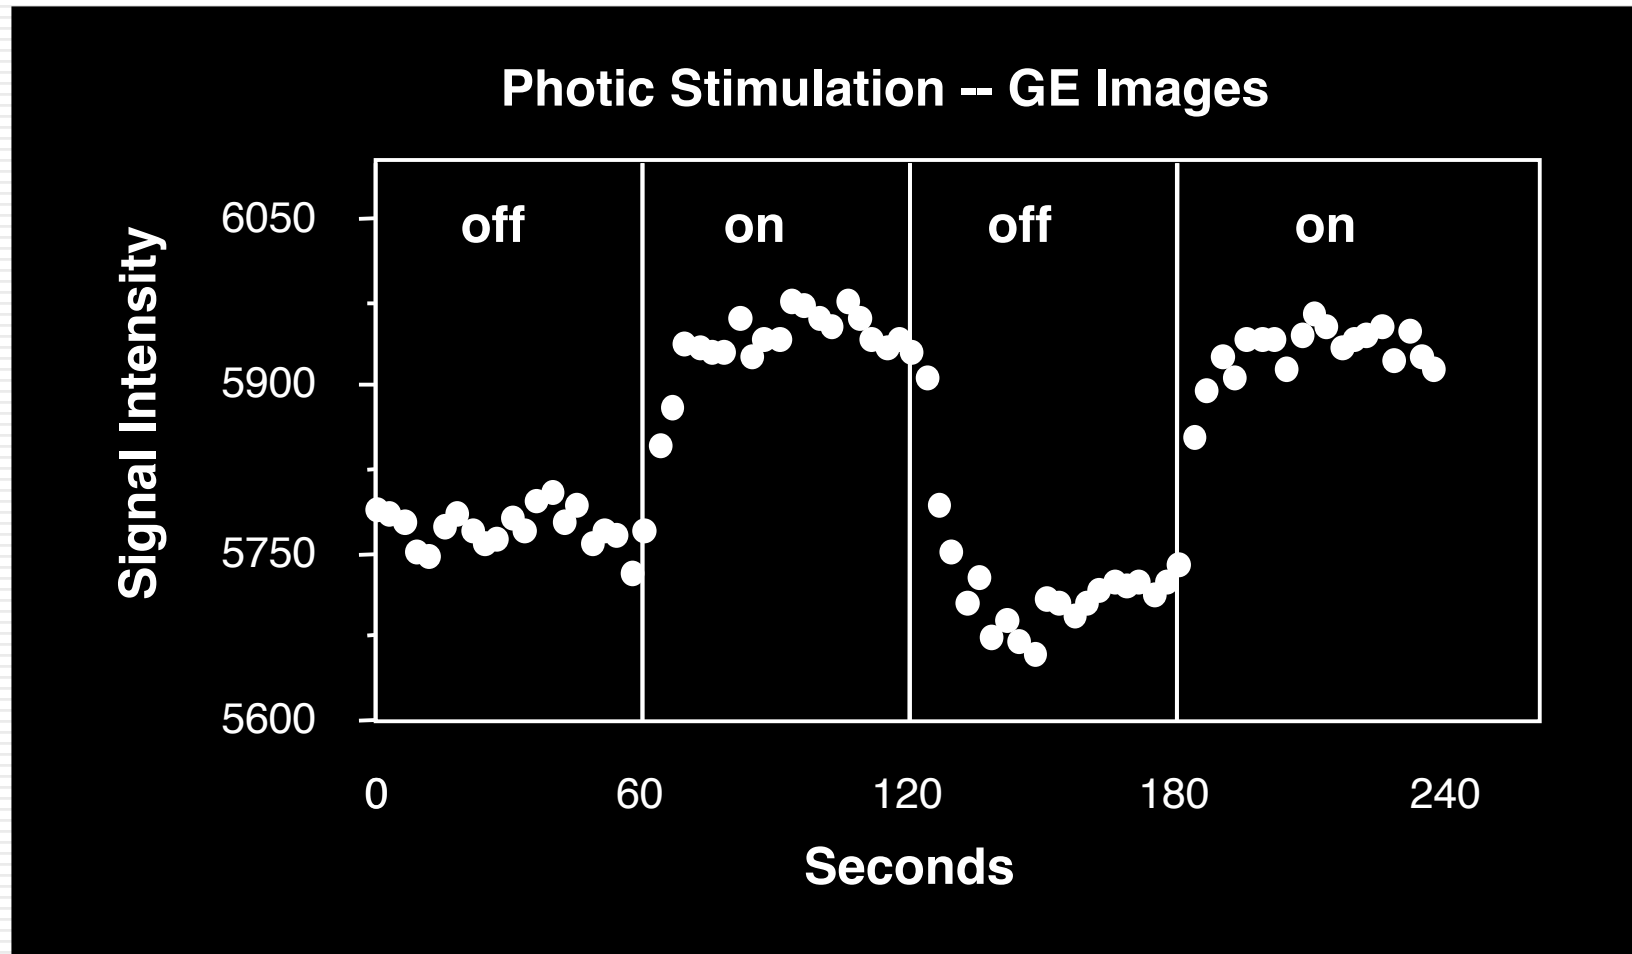 Photic Stimulation -- GE Images
Signal Intensity
6050
5900
5750
5600
off
on
off
on
0
60
120
180
240
Seconds